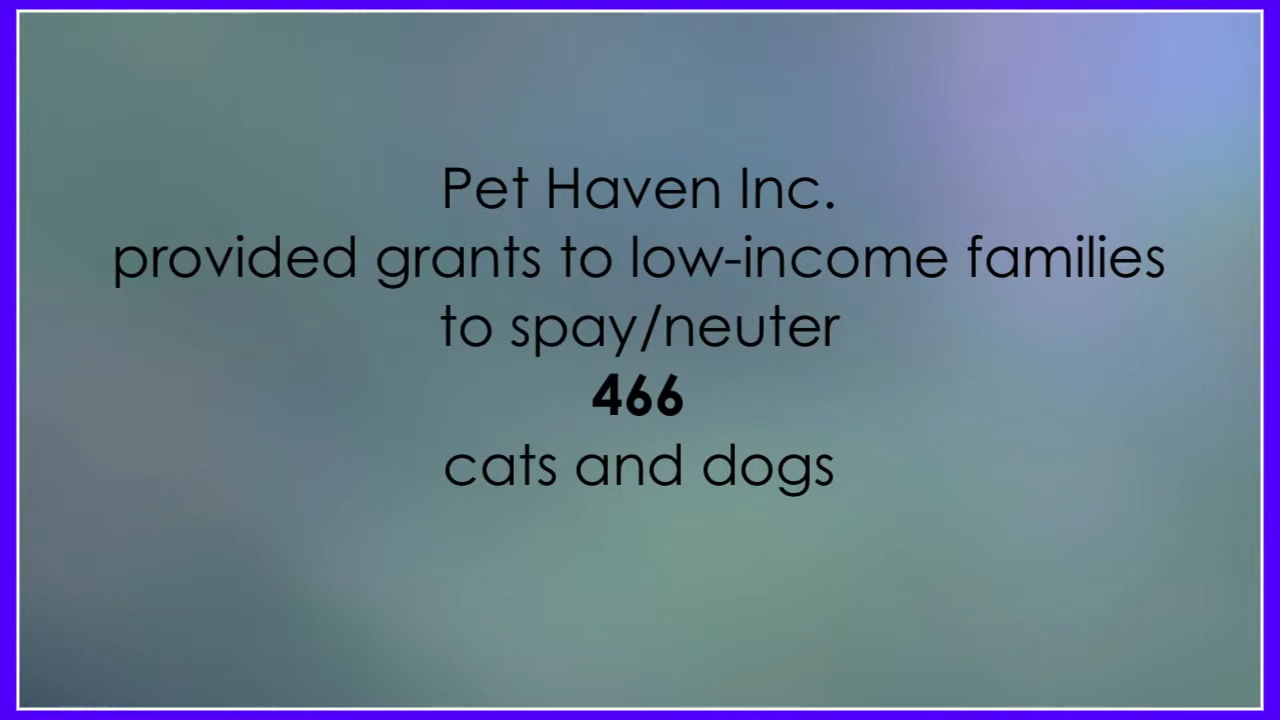 Pet Haven Inc.
provided grants to low-income families
to spay/neuter
466
cats and dogs